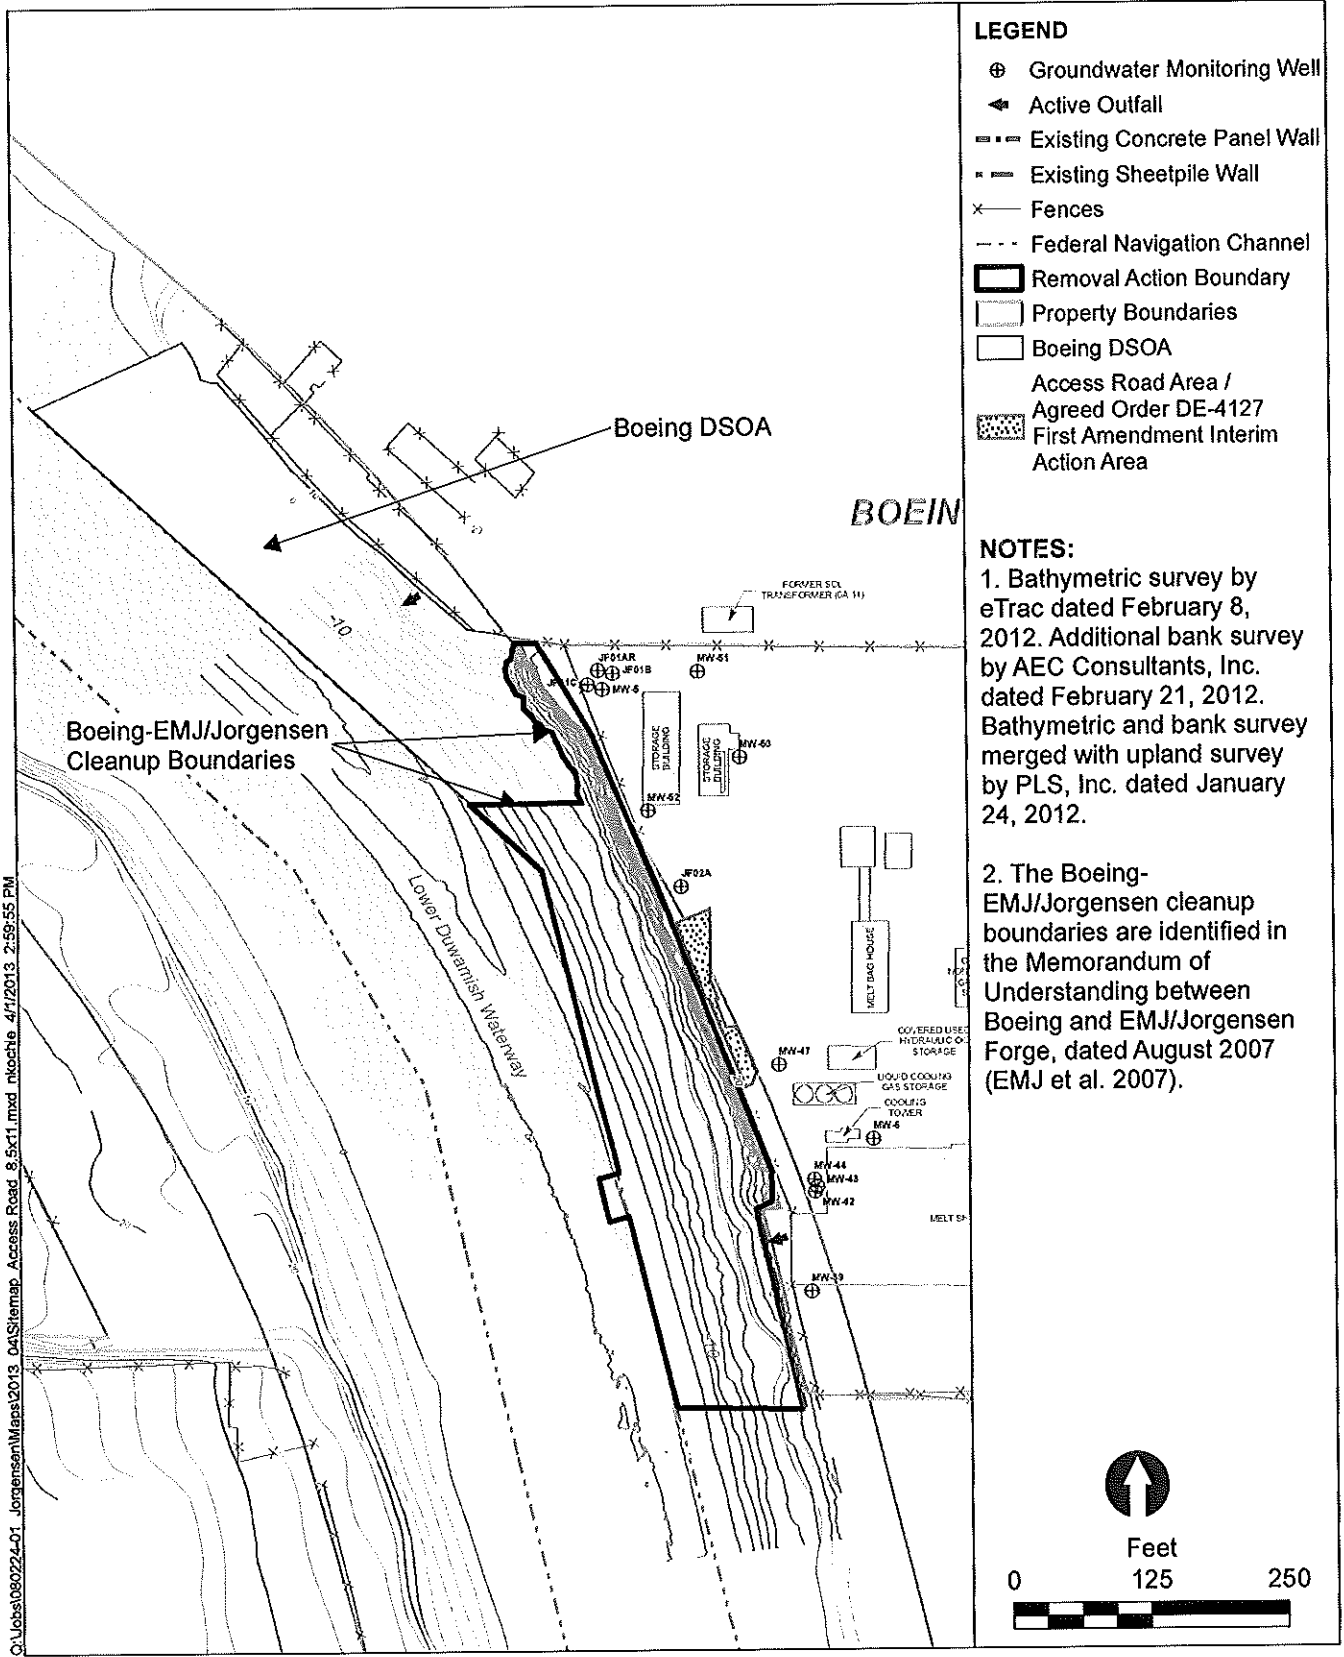 LEGEND
Groundwater Monitoring Well
Active Outfall
Existing Concrete Panel Wall
Existing Sheetpile Wall
Fences
Federal Navigation Channel
Removal Action Boundary
Property Boundaries
Boeing DSOA
Access Road Area /
Agreed Order DE-4127
First Amendment Interim
Action Area
NOTES:
1. Bathymetric survey by
eTrac dated February 8,
2012. Additional bank survey
by AEC Consultants, Inc.
dated February 21, 2012.
Bathymetric and bank survey
merged with upland survey
by PLS, Inc. dated January
24, 2012.
2. The Boeing-
EMJ/Jorgensen cleanup
boundaries are identified in
the Memorandum of
Understanding between
Boeing and EMJ/Jorgensen
Forge, dated August 2007
(EMJ et al. 2007).
Feet
0 125 250
Boeing DSOA
BOEIN
-10
Boeing-EMJ/Jorgensen
Cleanup Boundaries
Lower Duwamish Waterway
FORMER SCL
TRANSFORMER
JF01AR
JF01B
JF01C
MW-5
MW-51
STORAGE
BUILDING
STORAGE
BUILDING
MW-52
JF02A
MELT BAG HOUSE
COVERED USED
HYDRAULIC
STORAGE
MW-47
LIQUID COOLING
GAS STORAGE
COOLING
TOWER
MW-6
MW-44
MW-43
MW-42
MELT
Q:\Jobs\080224-01_Jorgensen\Maps\2013_04\Sitemap_Access Road_8.5x11.mxd nkochie 4/1/2013 2:59:55 PM